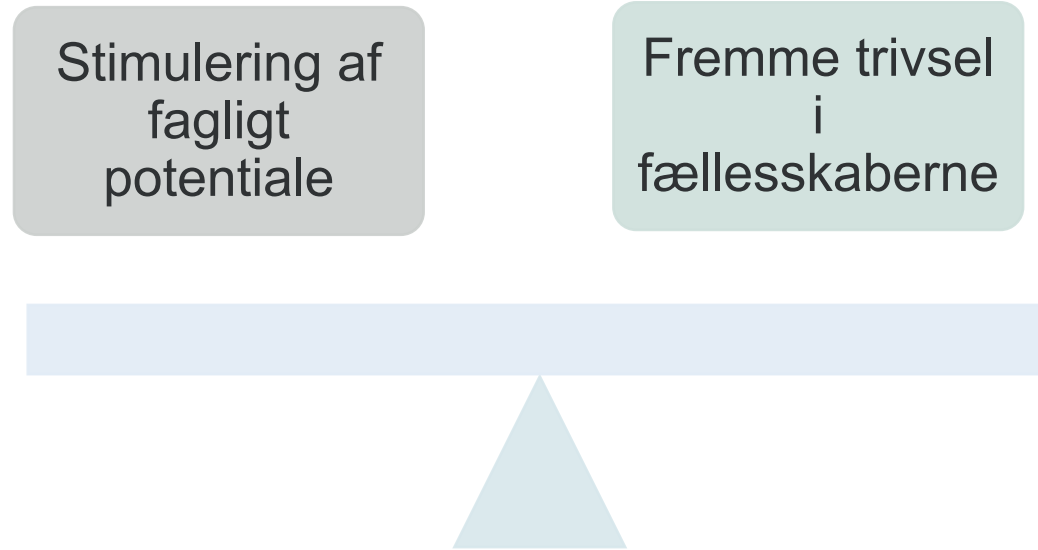 Stimulering af
fagligt
potentiale
Fremme trivsel
i
fællesskaberne